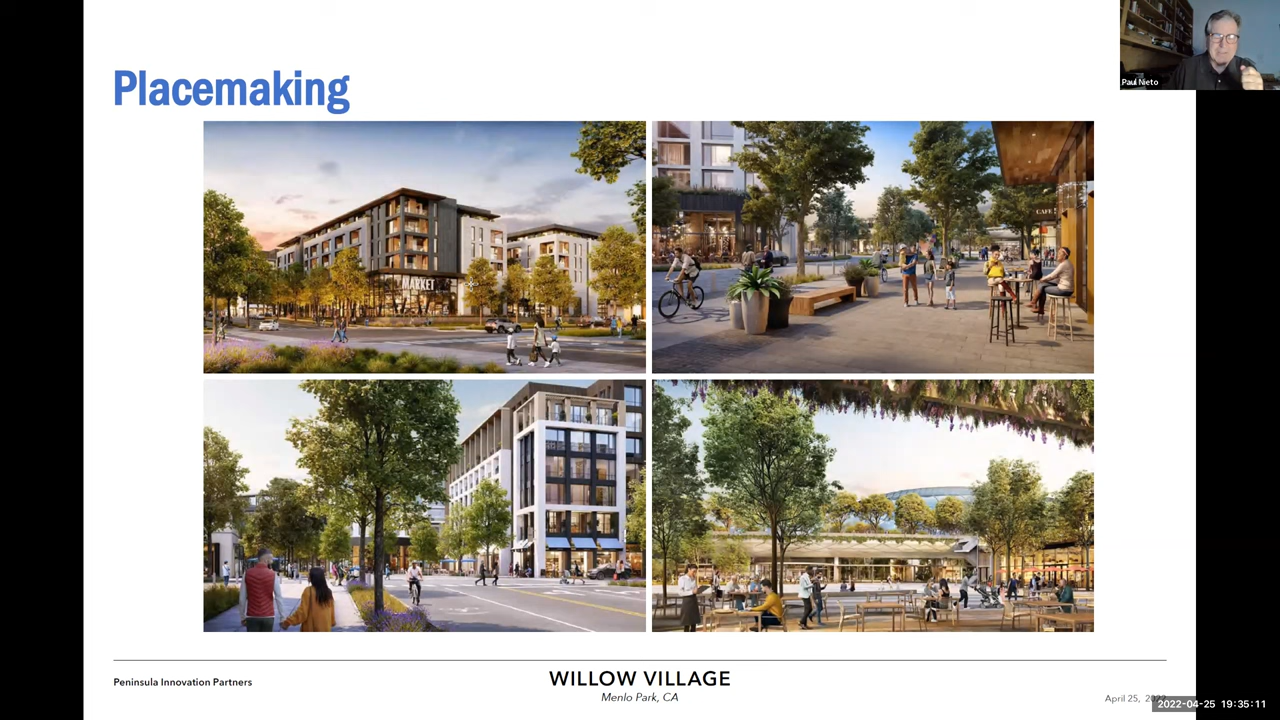 Placemaking
Paul Nieto
MARKET
CAFE
Peninsula Innovation Partners
WILLOW VILLAGE
Menlo Park, CA
April 25, 2022
2022-04-25 19:35:11